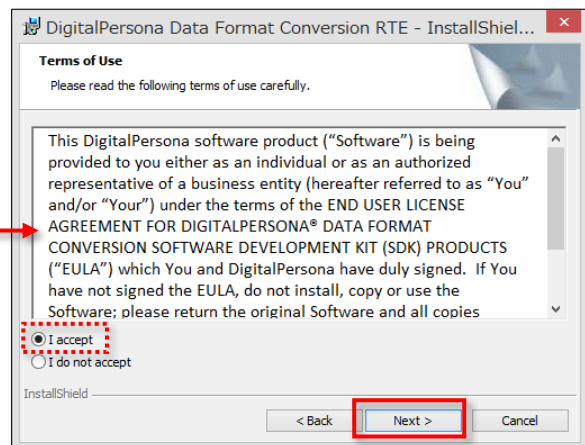 DigitalPersona Data Format Conversion RTE - InstallShiel...
Terms of Use
Please read the following terms of use carefully.
This DigitalPersona software product (“Software”) is being
provided to you either as an individual or as an authorized
representative of a business entity (hereafter referred to as “You”
and/or “Your”) under the terms of the END USER LICENSE
AGREEMENT FOR DIGITALPERSONA® DATA FORMAT
CONVERSION SOFTWARE DEVELOPMENT KIT (SDK) PRODUCTS
(“EULA”) which You and DigitalPersona have duly signed.  If You
have not signed the EULA, do not install, copy or use the
Software; please return the original Software and all copies
I accept
I do not accept
InstallShield
< Back Next > Cancel